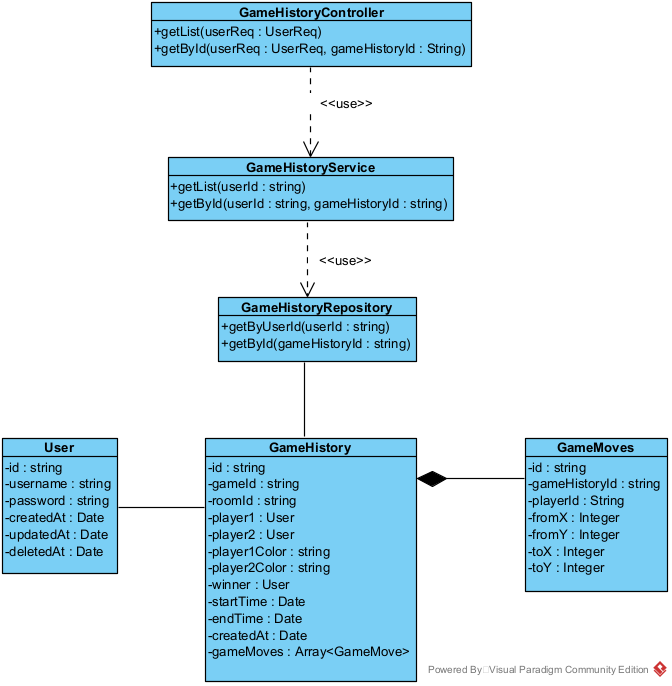 GameHistoryController
+getList(userReq : UserReq)
+getById(userReq : UserReq, gameHistoryId : String)
<<use>>
GameHistoryService
+getList(userId : string)
+getById(userId : string, gameHistoryId : string)
<<use>>
GameHistoryRepository
+getByUserId(userId : string)
+getById(gameHistoryId : string)
User
-id : string
-username : string
-password : string
-createdAt : Date
-updatedAt : Date
-deletedAt : Date
GameHistory
-id : string
-gameId : string
-roomId : string
-player1 : User
-player2 : User
-player1Color : string
-player2Color : string
-winner : User
-startTime : Date
-endTime : Date
-createdAt : Date
-gameMoves : Array<GameMove>
GameMoves
-id : string
-gameHistoryId : string
-playerId : String
-fromX : Integer
-fromY : Integer
-toX : Integer
-toY : Integer
Powered By Visual Paradigm Community Edition